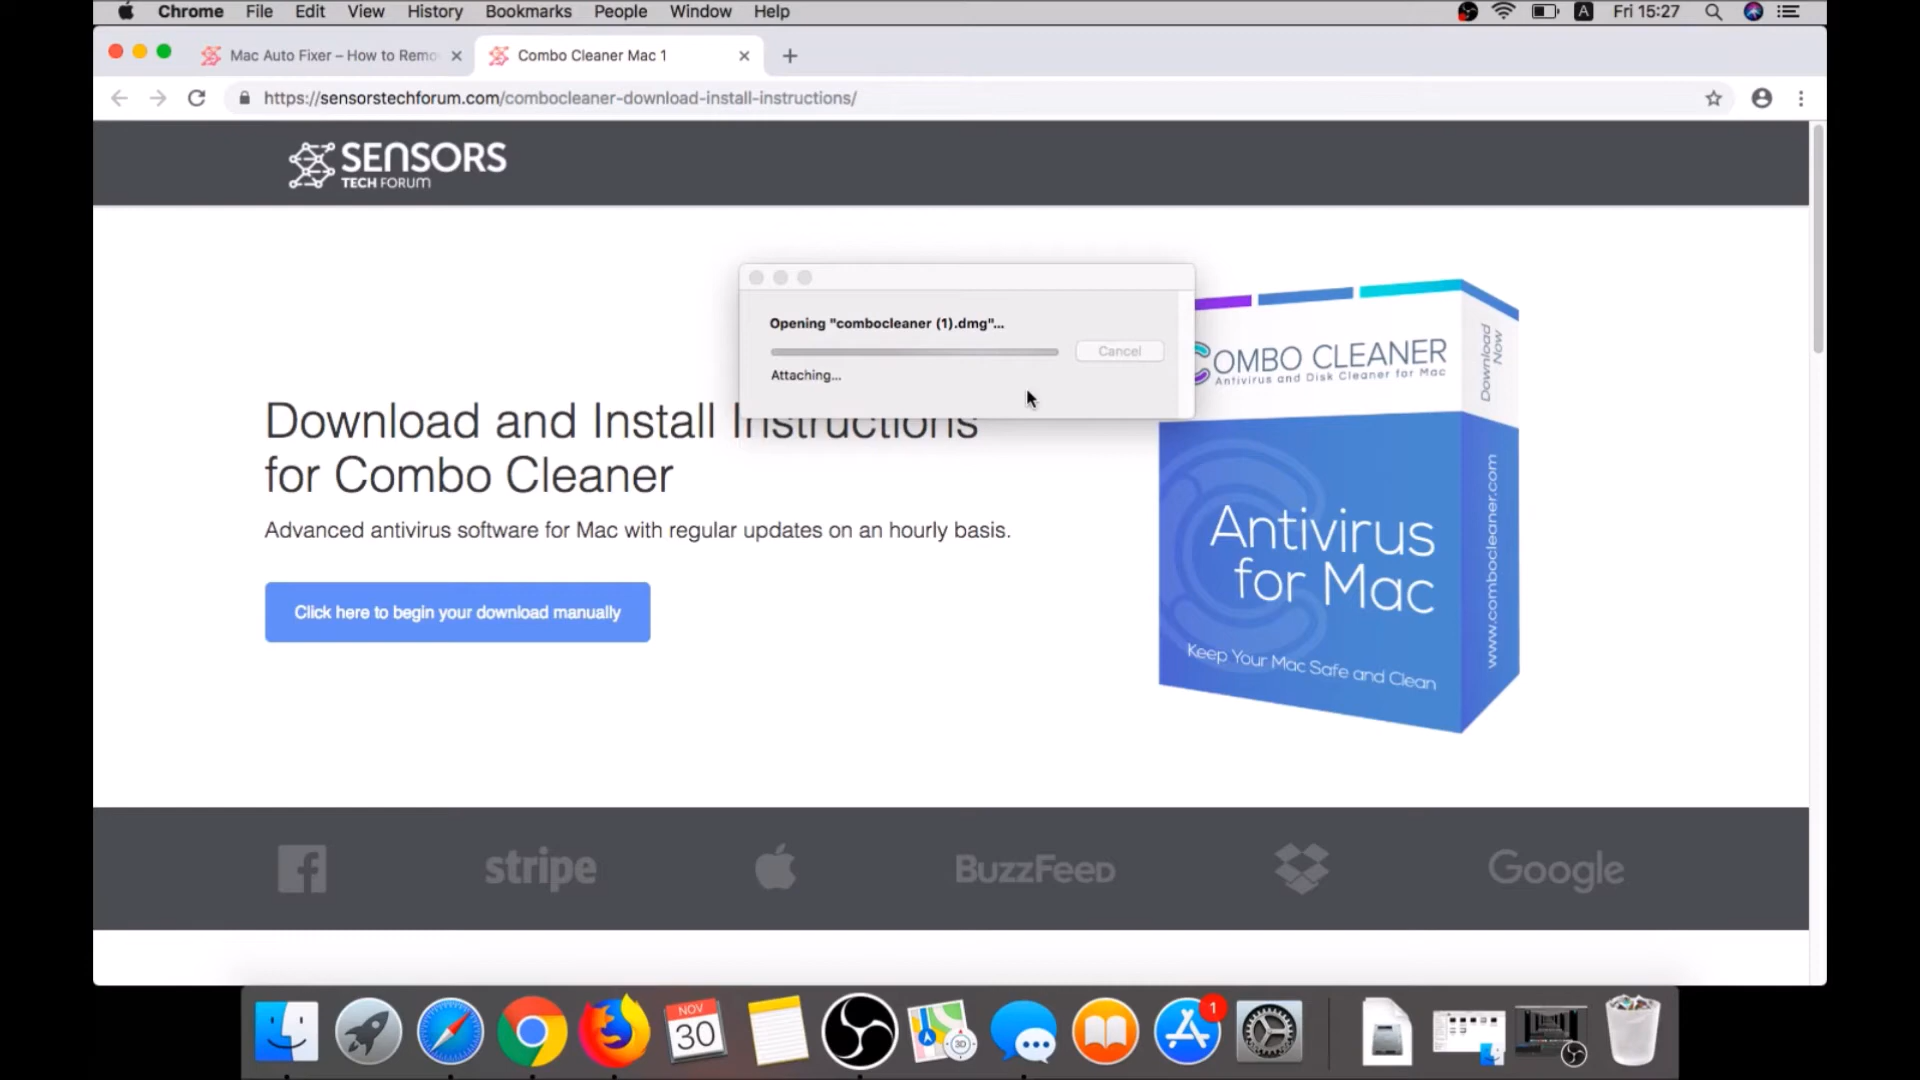 Chrome File Edit View History Bookmarks People Window Help A Fri 15:27
Mac Auto Fixer – How to Remo
Combo Cleaner Mac 1
https://sensorstechforum.com/combocleaner-download-install-instructions/
SENSORS
TECH FORUM
Opening "combocleaner (1).dmg"...
Cancel
Attaching...
Download and Install Instructions
for Combo Cleaner
Advanced antivirus software for Mac with regular updates on an hourly basis.
Click here to begin your download manually
COMBO CLEANER
Antivirus and Disk Cleaner for Mac
Download
Now
Antivirus
for Mac
Keep Your Mac Safe and Clean
www.combocleaner.com
stripe
BuzzFeed
Google
NOV
30
3D
1